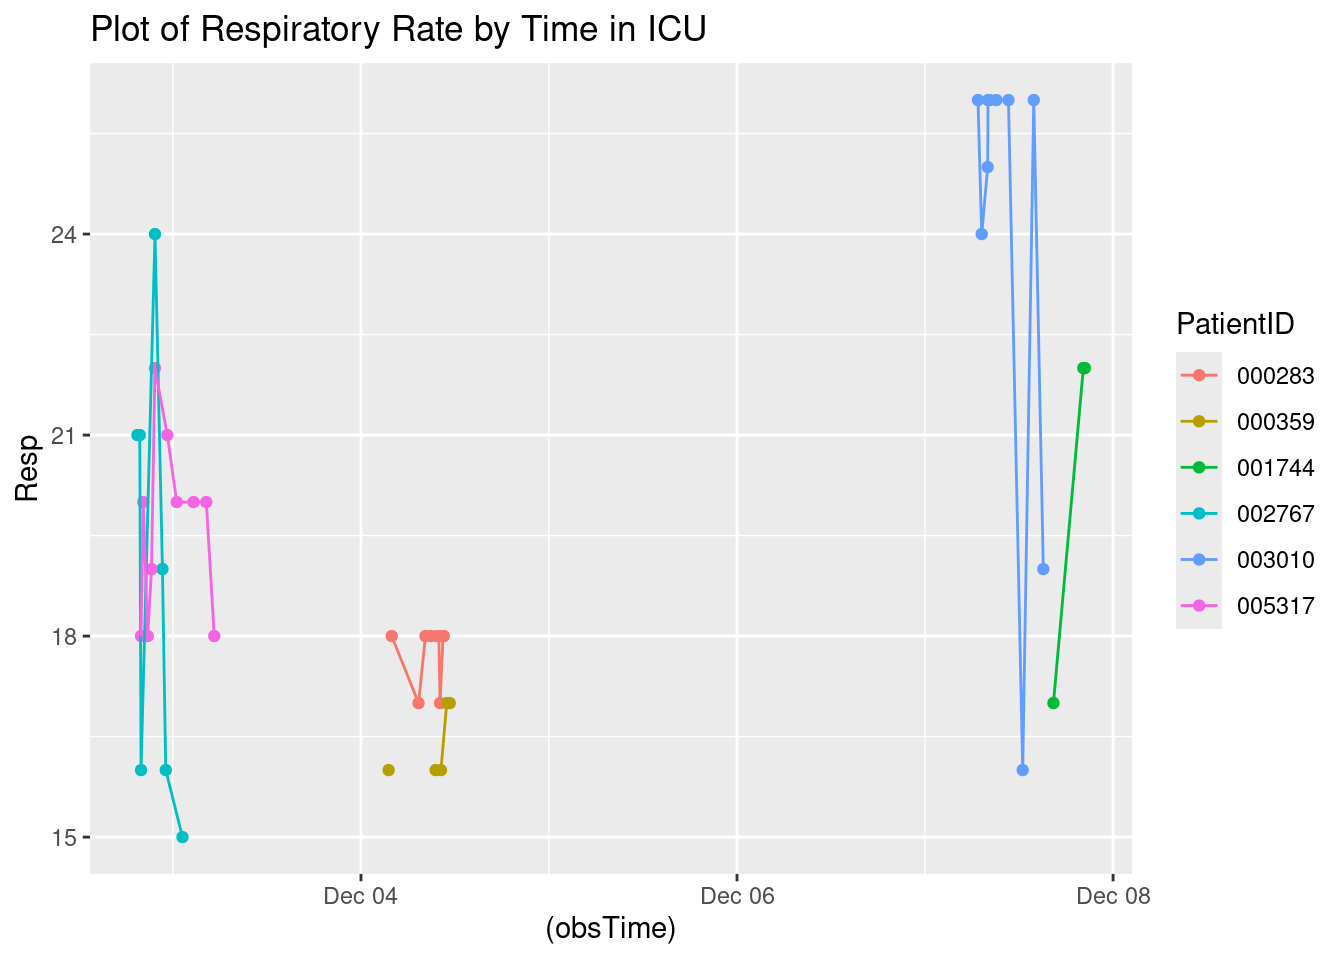 Plot of Respiratory Rate by Time in ICU
Resp
24
21
18
15
Dec 04
Dec 06
Dec 08
(obsTime)
PatientID
000283
000359
001744
002767
003010
005317